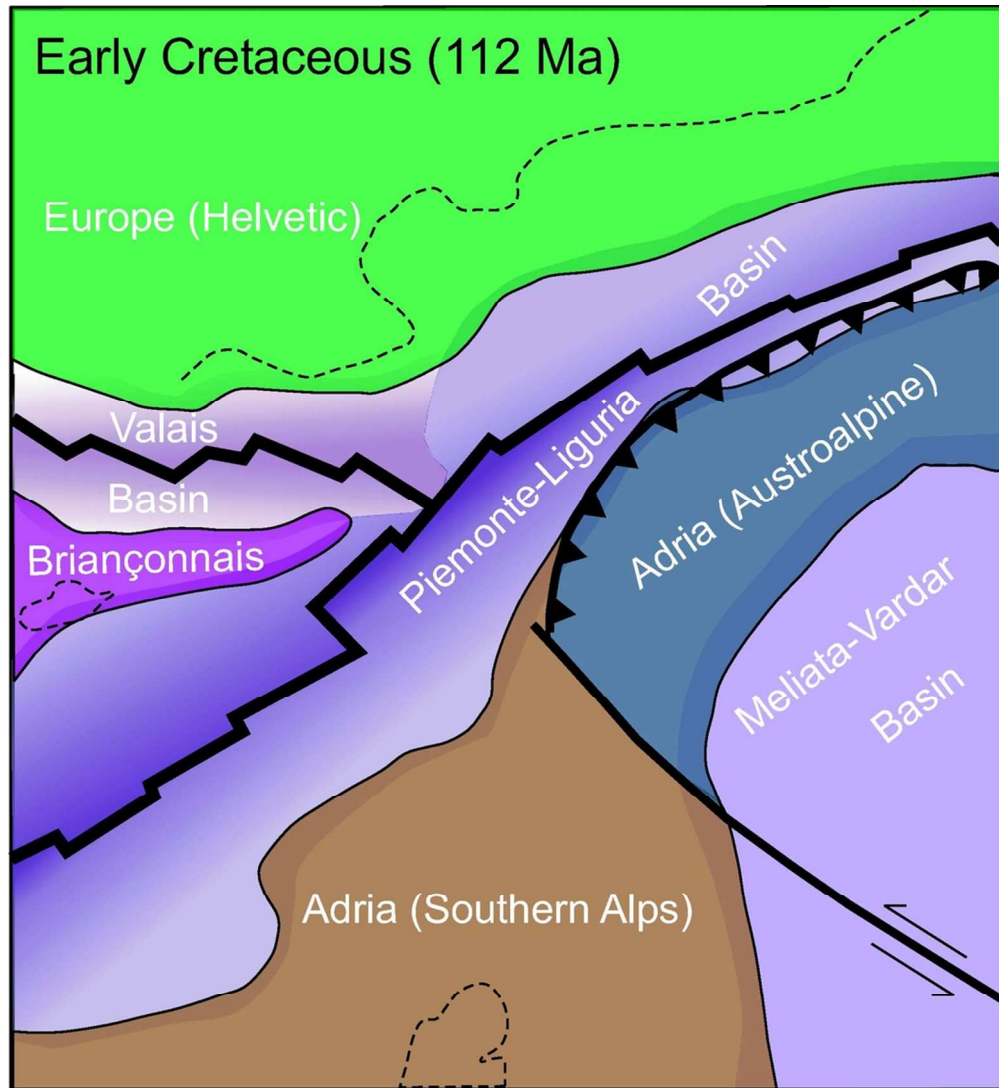 Early Cretaceous (112 Ma)
Europe (Helvetic)
Basin
Valais
Basin
Briançonnais
Piemonte-Liguria
Adria (Austroalpine)
Meliata-Vardar
Basin
Adria (Southern Alps)